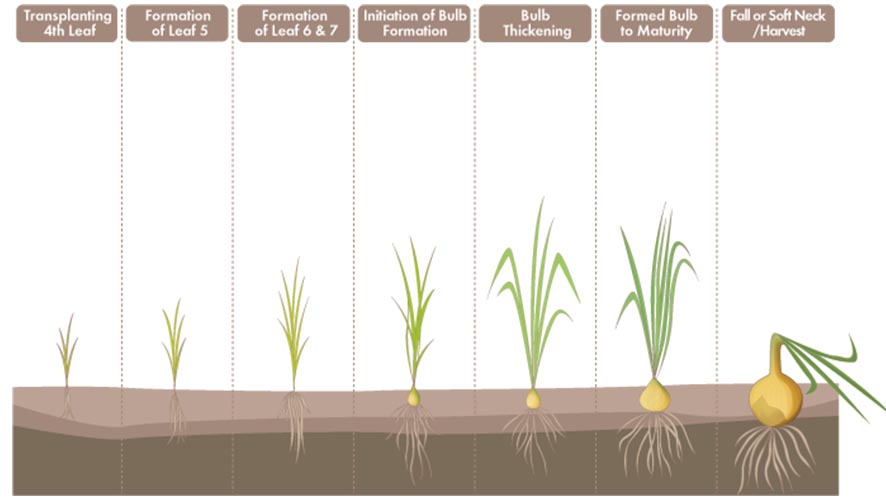 Transplanting
4th Leaf
Formation
of Leaf 5
Formation
of Leaf 6 & 7
Initiation of Bulb
Formation
Bulb
Thickening
Formed Bulb
to Maturity
Fall or Soft Neck
/Harvest